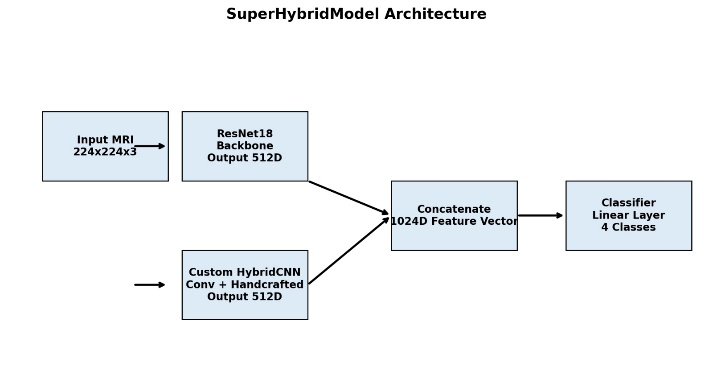 SuperHybridModel Architecture
Input MRI
224x224x3
ResNet18
Backbone
Output 512D
Concatenate
1024D Feature Vector
Classifier
Linear Layer
4 Classes
Custom HybridCNN
Conv + Handcrafted
Output 512D